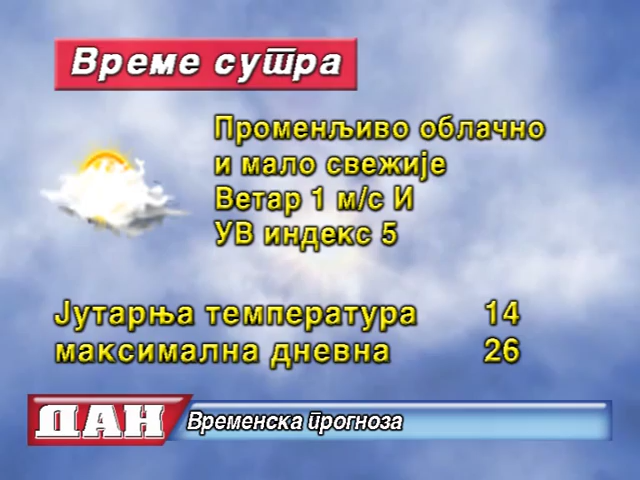 Време сутра
Променљиво облачно
и мало свежије
Ветар 1 м/с И
УВ индекс 5
Јутарња температура 14
максимална дневна 26
ДАН Временска прогноза